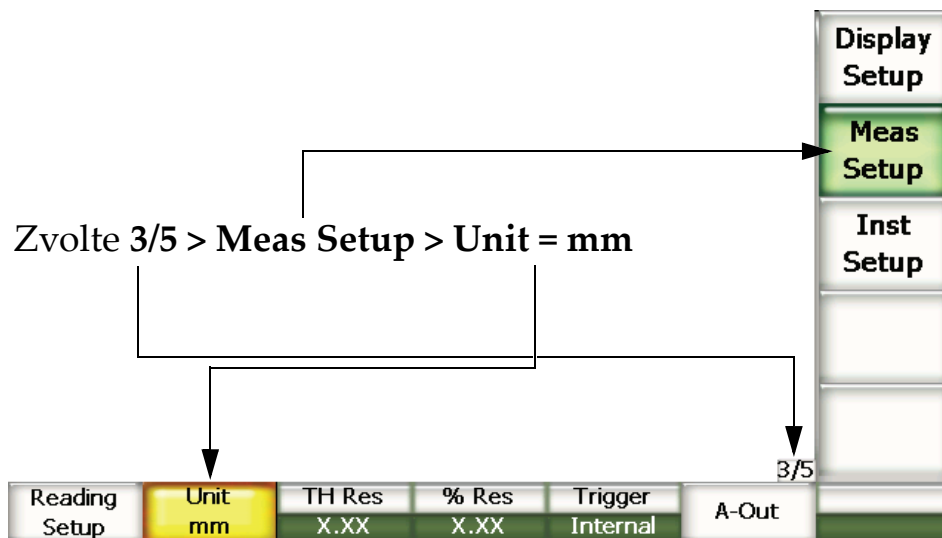 Display
Setup
Meas
Setup
Zvolte 3/5 > Meas Setup > Unit = mm
Inst
Setup
3/5
Reading
Setup
Unit
mm
TH Res
X.XX
% Res
X.XX
Trigger
Internal
A-Out